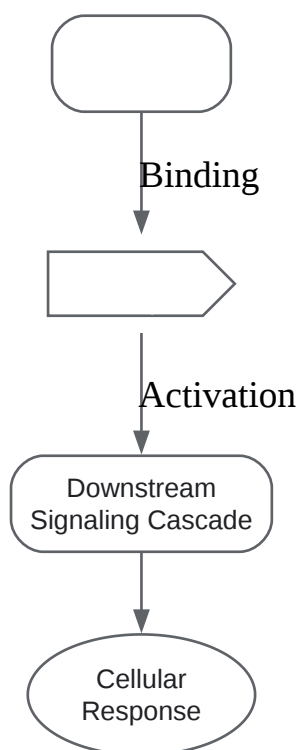 Binding
Activation
Downstream
Signaling Cascade
Cellular
Response